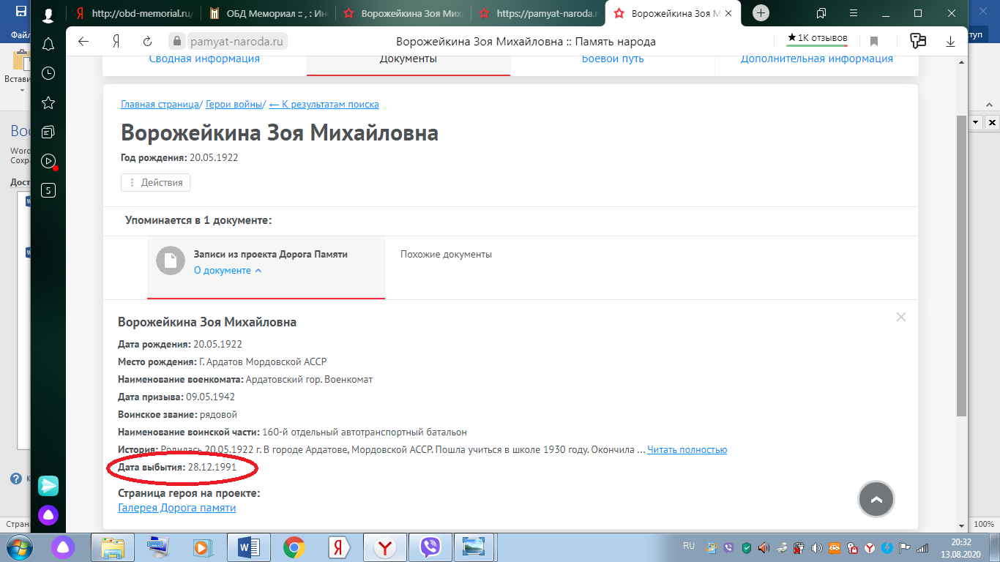 Файл
http://obd-memorial.ru/
ОБД Мемориал :: , : Ин
Ворожейкина Зоя Миха
https://pamyat-naroda.r
Ворожейкина Зоя М
pamyat-naroda.ru
Ворожейкина Зоя Михайловна :: Память народа
★1K отзывов
Встави
Сводная информация
Документы
Боевой путь
Дополнительная информация
Главная страница/ Герои войны/ ← К результатам поиска
Ворожейкина Зоя Михайловна
Год рождения: 20.05.1922
Действия
Вос
Word
Сохра
Дост
5
Упоминается в 1 документе:
Записи из проекта Дорога Памяти
О документе
Похожие документы
Ворожейкина Зоя Михайловна
Дата рождения: 20.05.1922
Место рождения: Г. Ардатов Мордовской АССР
Наименование военкомата: Ардатовский гор. Военкомат
Дата призыва: 09.05.1942
Воинское звание: рядовой
Наименование воинской части: 160-й отдельный автотранспортный батальон
История: Родилась 20.05.1922 г. В городе Ардатове, Мордовской АССР. Пошла учиться в школе 1930 году. Окончила ... Читать полностью
Дата выбытия: 28.12.1991
Страница героя на проекте:
Галерея Дорога памяти
Стран
100%
RU
20:32
13.08.2020